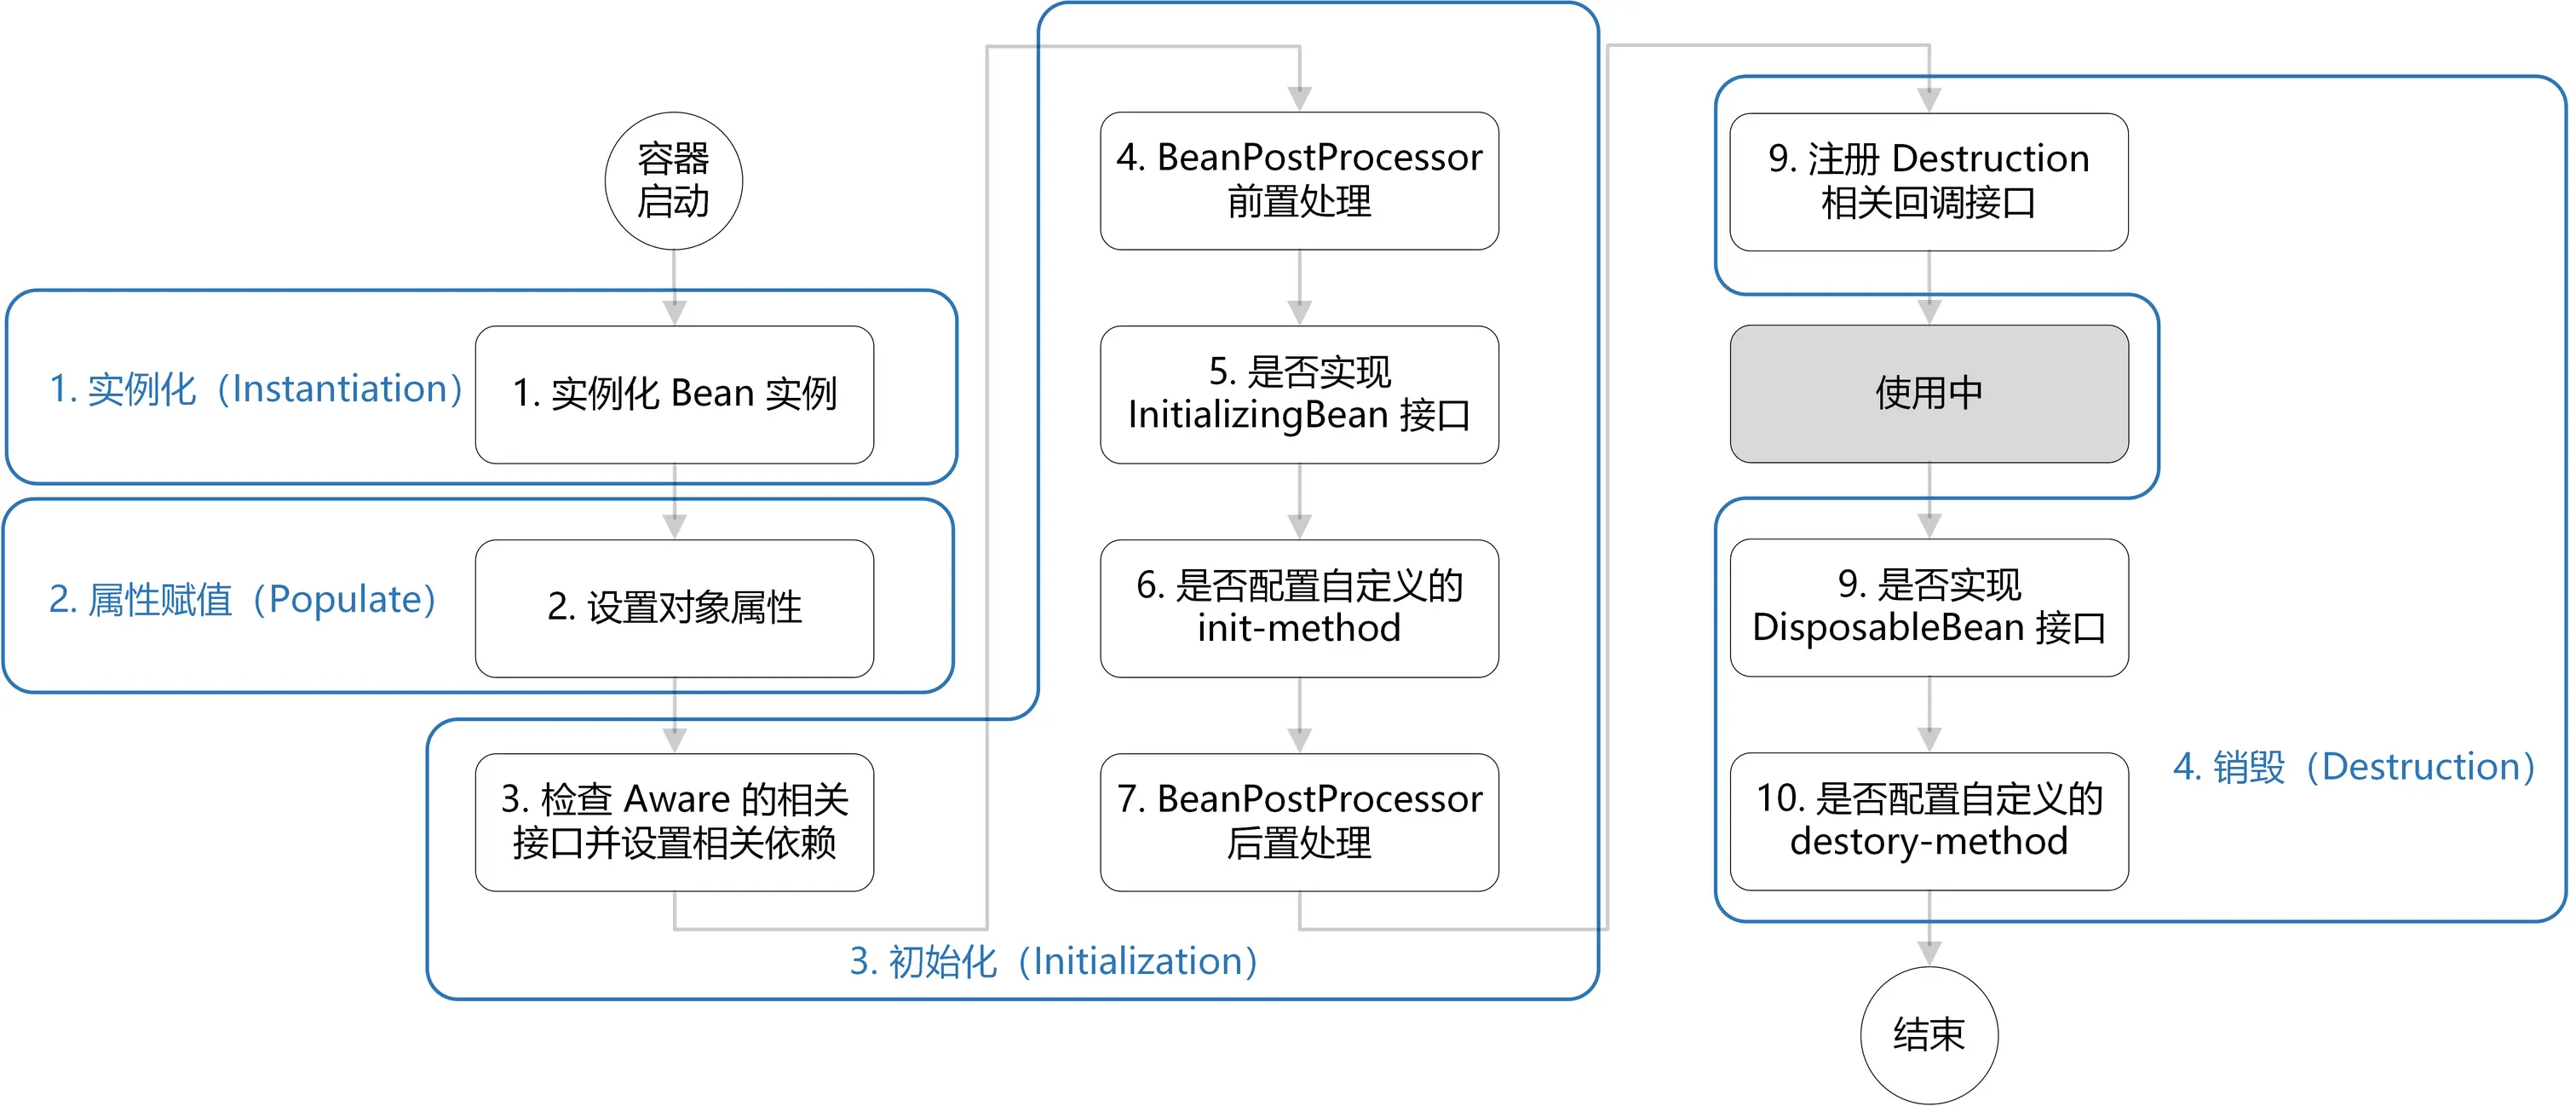 容器
启动
1. 实例化（Instantiation）
1. 实例化 Bean 实例
2. 属性赋值（Populate）
2. 设置对象属性
3. 检查 Aware 的相关
接口并设置相关依赖
3. 初始化（Initialization）
4. BeanPostProcessor
前置处理
5. 是否实现
InitializingBean 接口
6. 是否配置自定义的
init-method
7. BeanPostProcessor
后置处理
9. 注册 Destruction
相关回调接口
使用中
9. 是否实现
DisposableBean 接口
10. 是否配置自定义的
destory-method
4. 销毁（Destruction）
结束